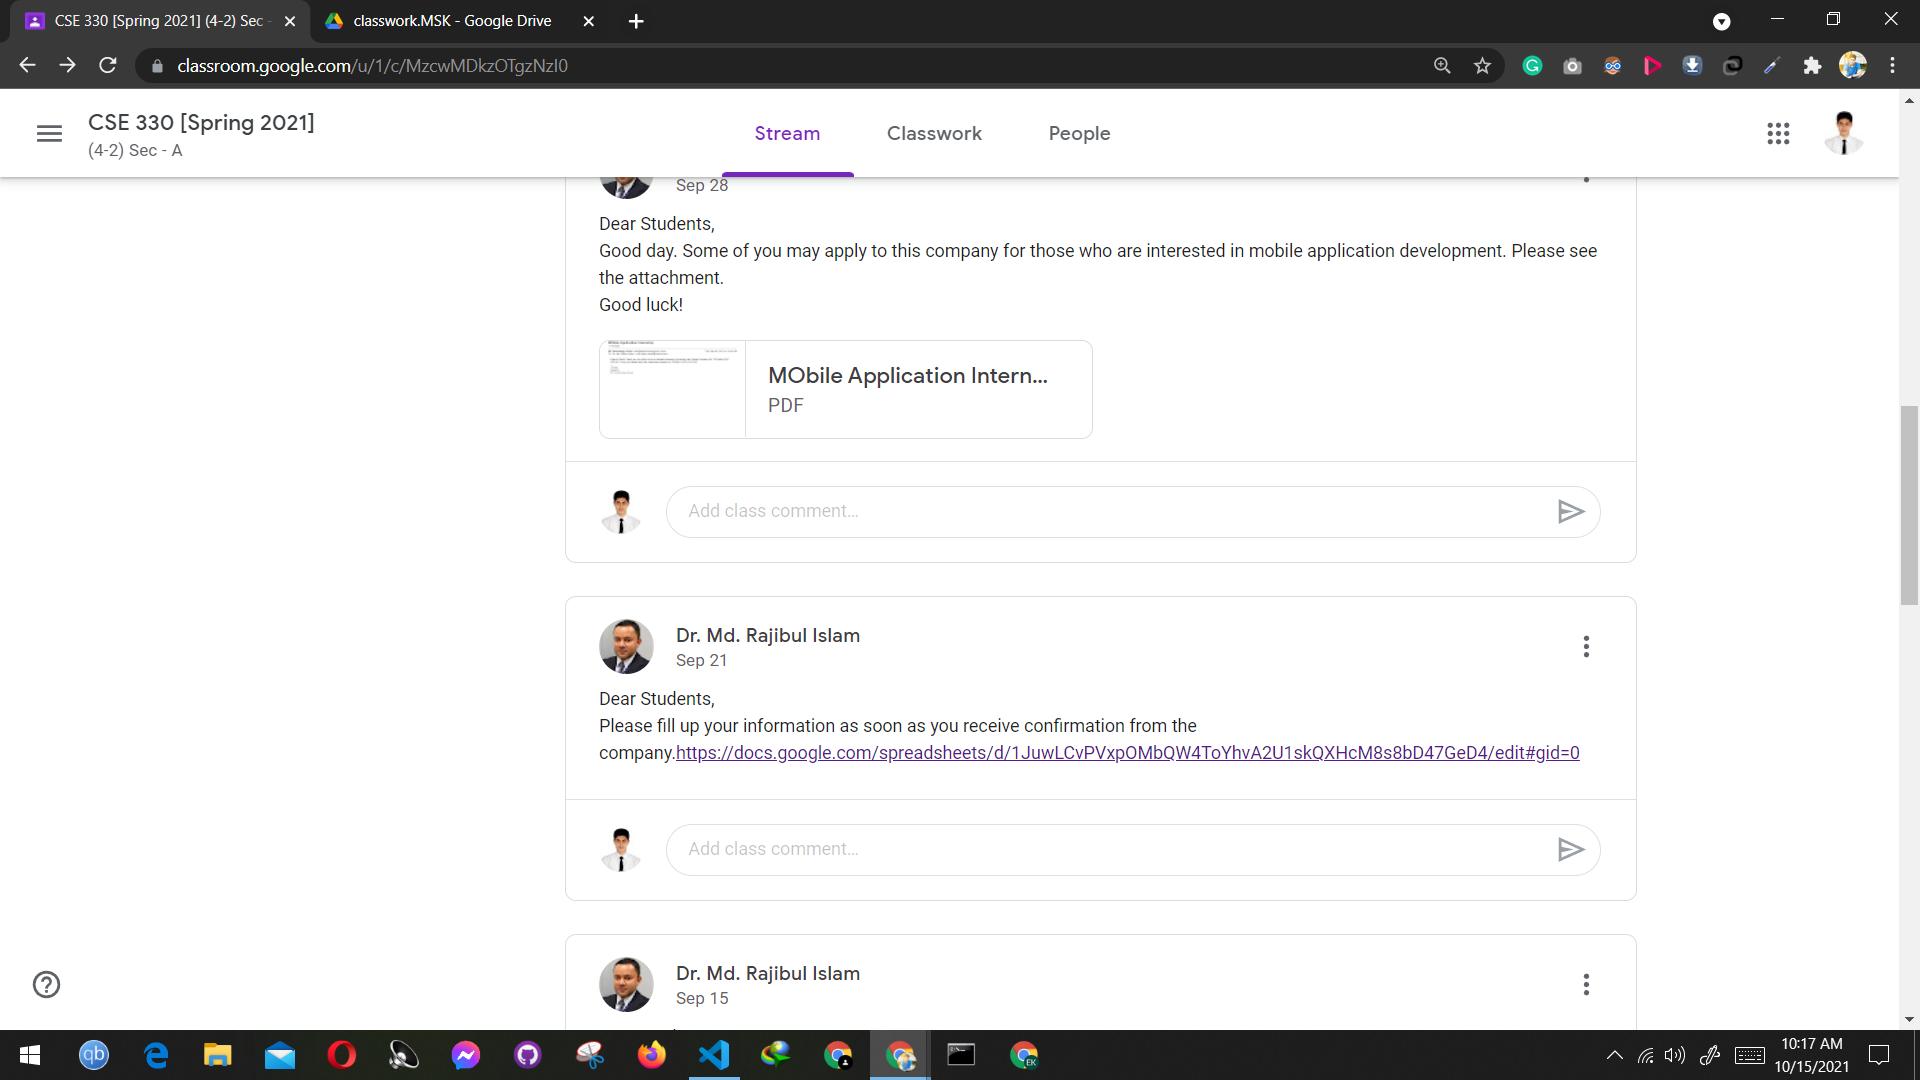 CSE 330 [Spring 2021] (4-2) Sec -
classwork.MSK - Google Drive
classroom.google.com/u/1/c/MzcwMDkzOTgzNzI0
CSE 330 [Spring 2021]
(4-2) Sec - A
Stream
Classwork
People
Sep 28
Dear Students,
Good day. Some of you may apply to this company for those who are interested in mobile application development. Please see
the attachment.
Good luck!
MObile Application Intern...
PDF
Add class comment...
Dr. Md. Rajibul Islam
Sep 21
Dear Students,
Please fill up your information as soon as you receive confirmation from the
company.https://docs.google.com/spreadsheets/d/1JuwLCvPVxpOMbQW4ToYhvA2U1skQXHcM8s8bD47GeD4/edit#gid=0
Add class comment...
Dr. Md. Rajibul Islam
Sep 15
qb
EK
10:17 AM
10/15/2021